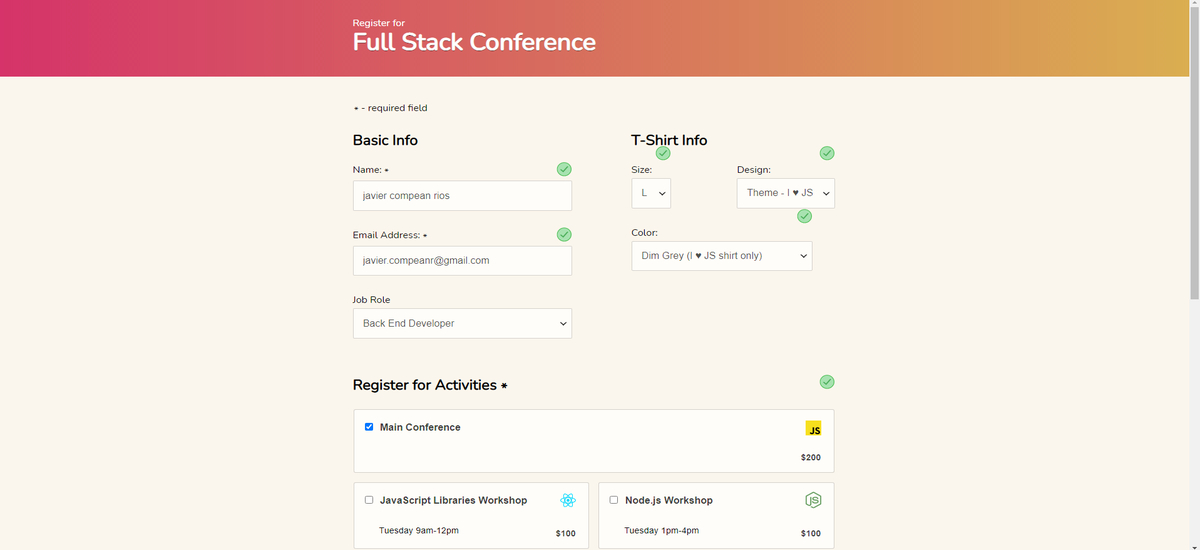 Register for
Full Stack Conference
* - required field
Basic Info
Name: *
javier compean rios
Email Address: *
javier.compeanr@gmail.com
Job Role
Back End Developer
T-Shirt Info
Size:
L
Design:
Theme - I ♥ JS
Color:
Dim Grey (I ♥ JS shirt only)
Register for Activities *
Main Conference
JS
$200
JavaScript Libraries Workshop
Tuesday 9am-12pm
$100
Node.js Workshop
JS
Tuesday 1pm-4pm
$100